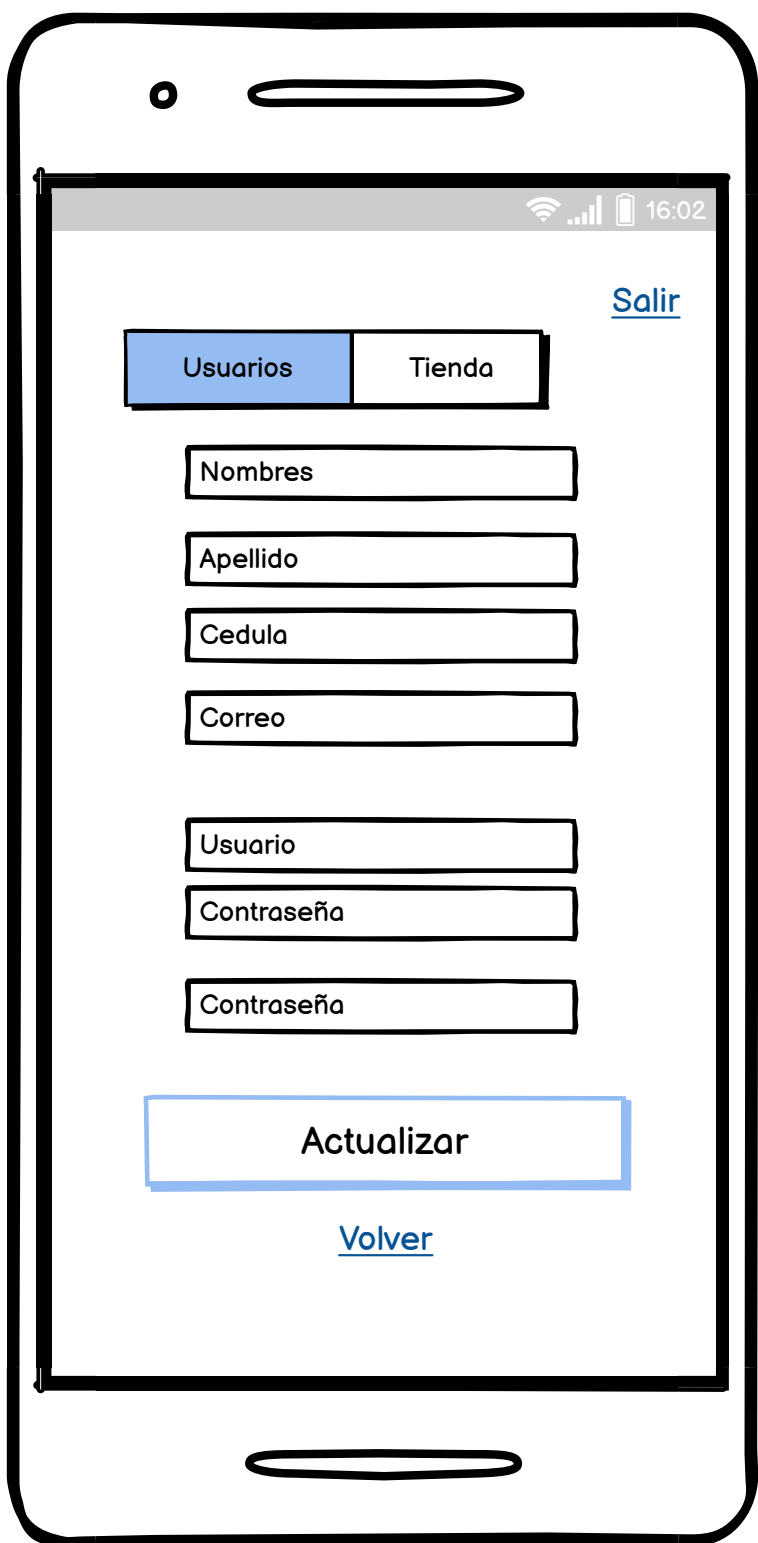 16:02
Salir
Usuarios Tienda
Nombres
Apellido
Cedula
Correo
Usuario
Contraseña
Contraseña
Actualizar
Volver